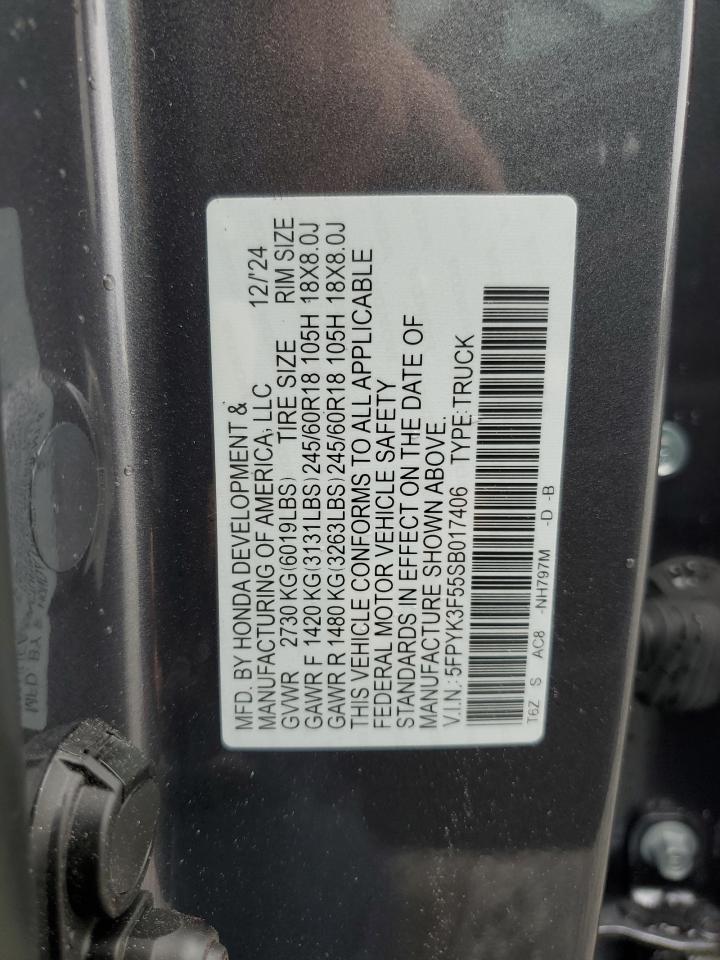 MFD. BY HONDA DEVELOPMENT &
MANUFACTURING OF AMERICA, LLC 12/'24
GVWR 2730 KG(6019LBS) TIRE SIZE RIM SIZE
GAWR F 1420 KG(3131LBS) 245/60R18 105H 18X8.0J
GAWR R 1480 KG(3263LBS) 245/60R18 105H 18X8.0J
THIS VEHICLE CONFORMS TO ALL APPLICABLE
FEDERAL MOTOR VEHICLE SAFETY
STANDARDS IN EFFECT ON THE DATE OF
MANUFACTURE SHOWN ABOVE.
V.I.N.: 5FPYK3F55SB017406 TYPE: TRUCK
T6Z S AC8 -NH797M -D -B